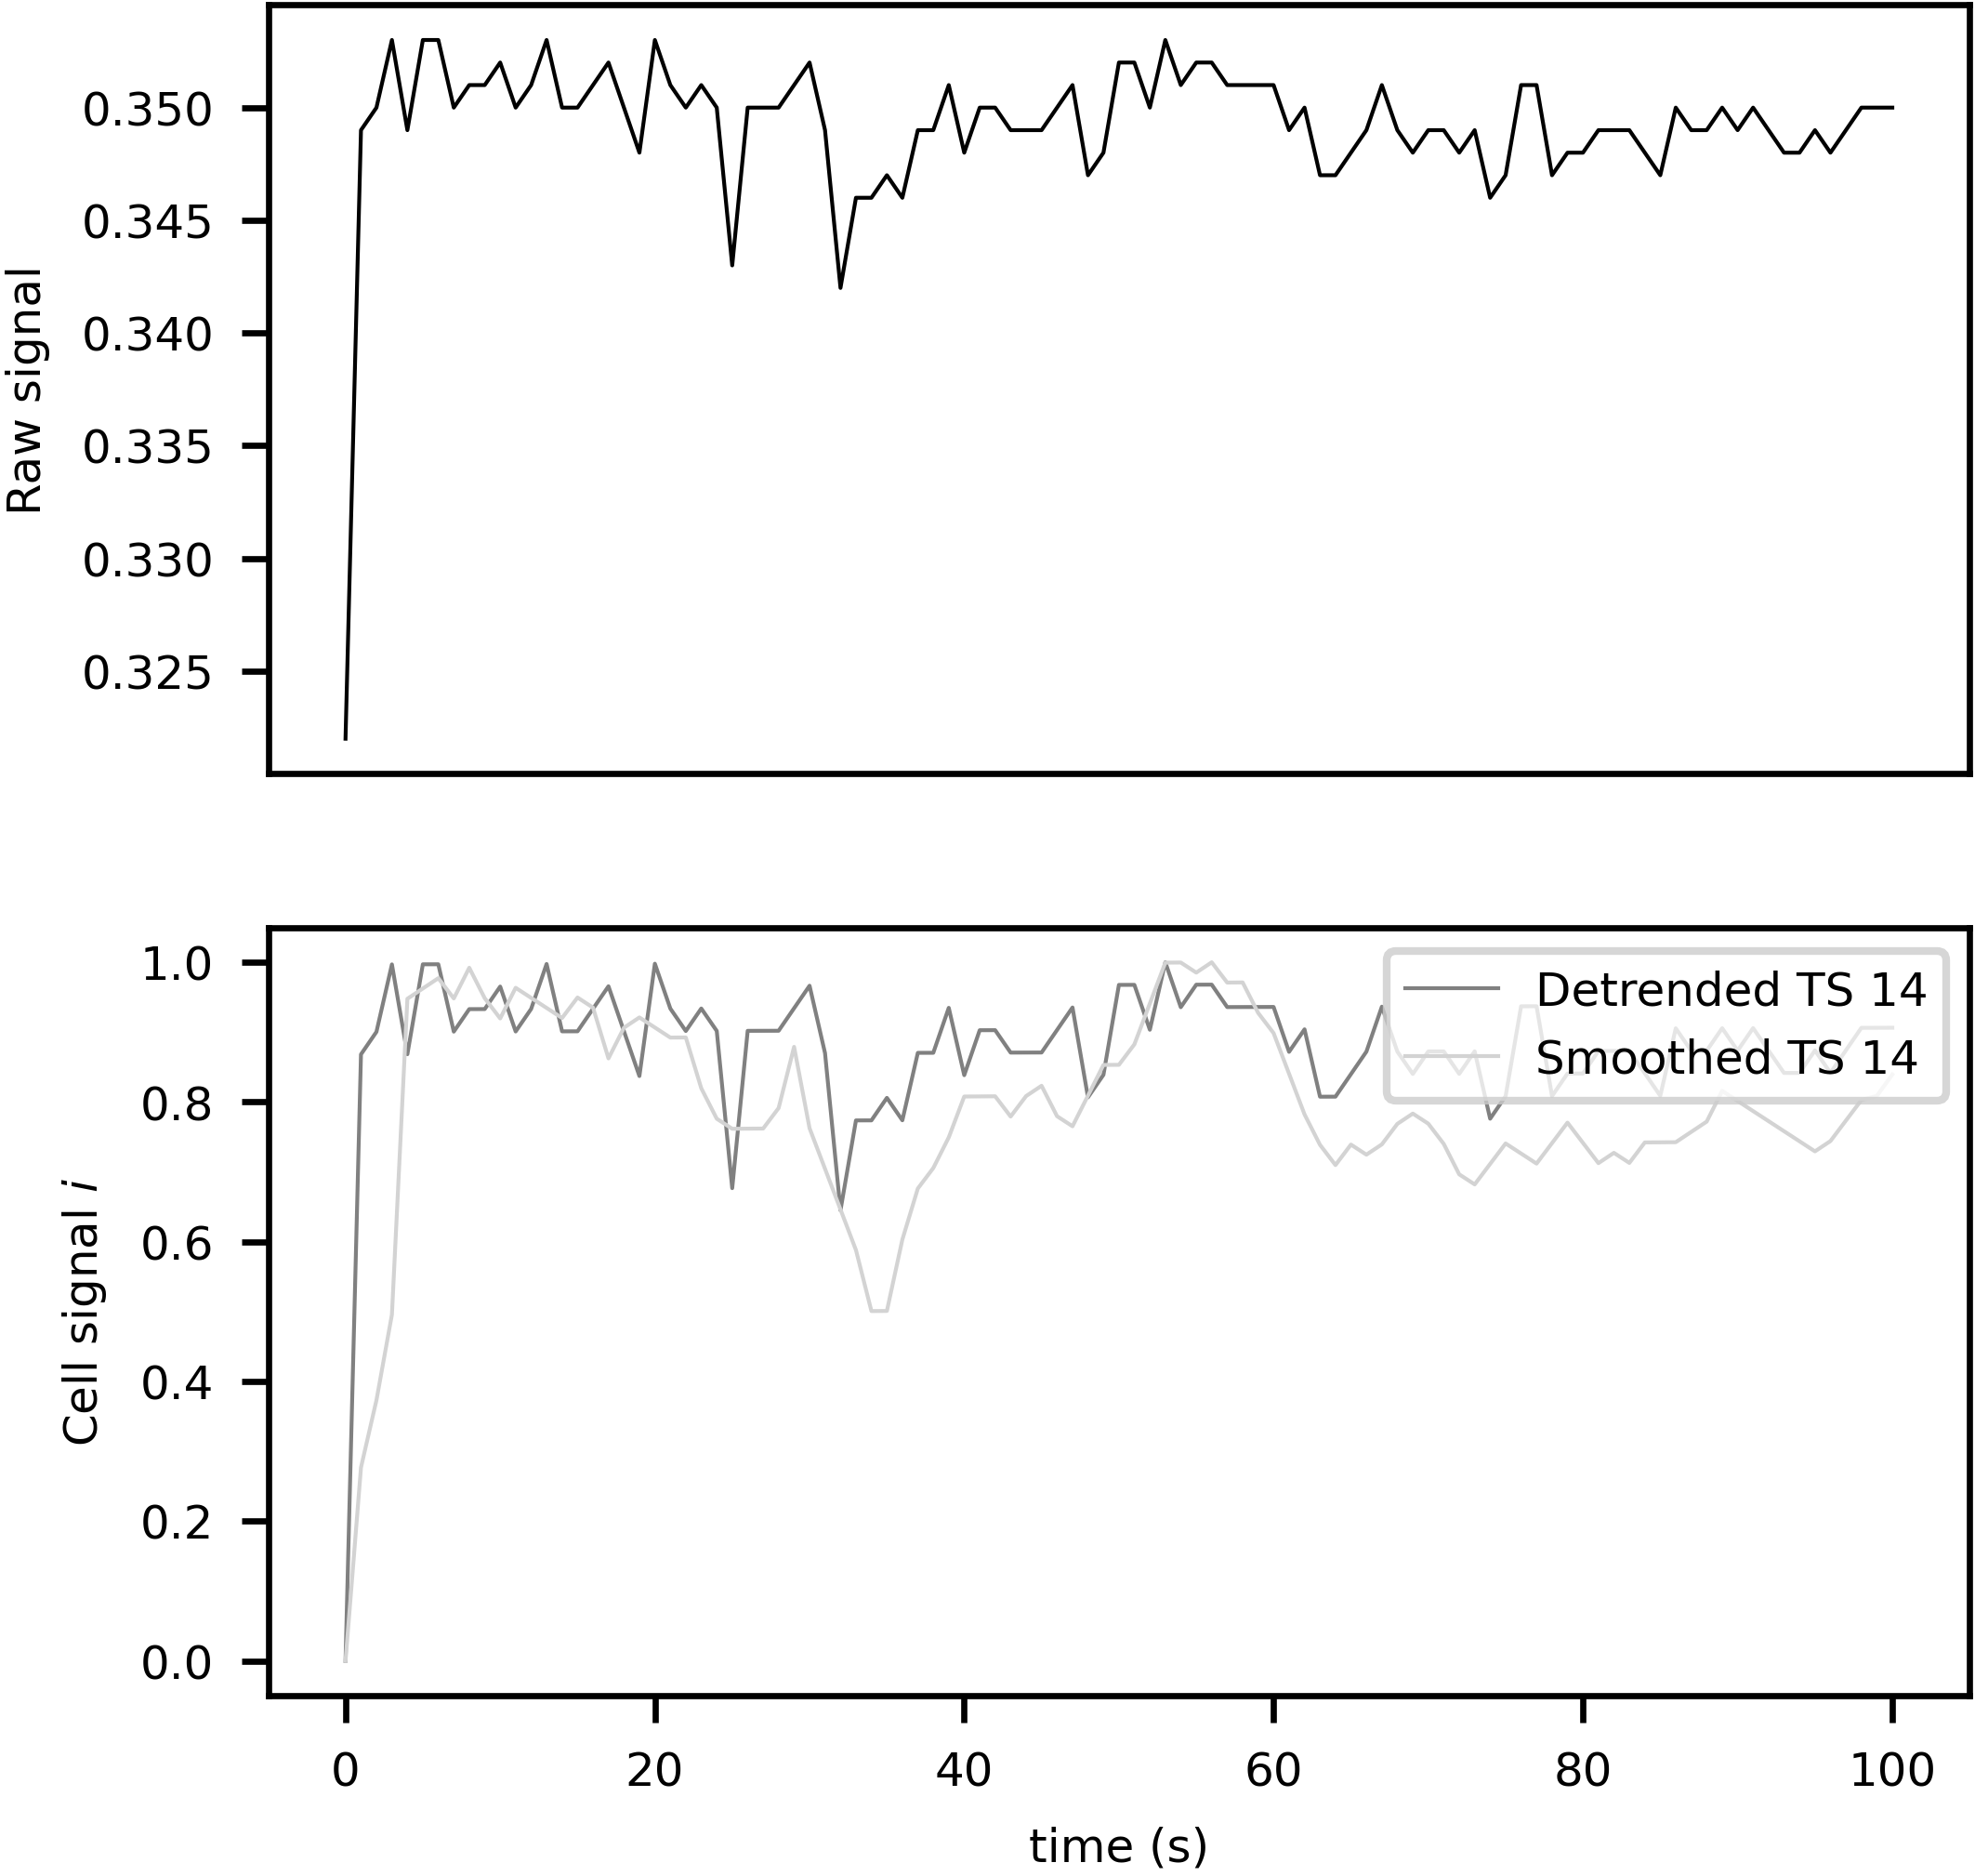 Raw signal
0.350
0.345
0.340
0.335
0.330
0.325
Cell signal i
1.0
0.8
0.6
0.4
0.2
0.0
Detrended TS 14
Smoothed TS 14
0 20 40 60 80 100
time (s)